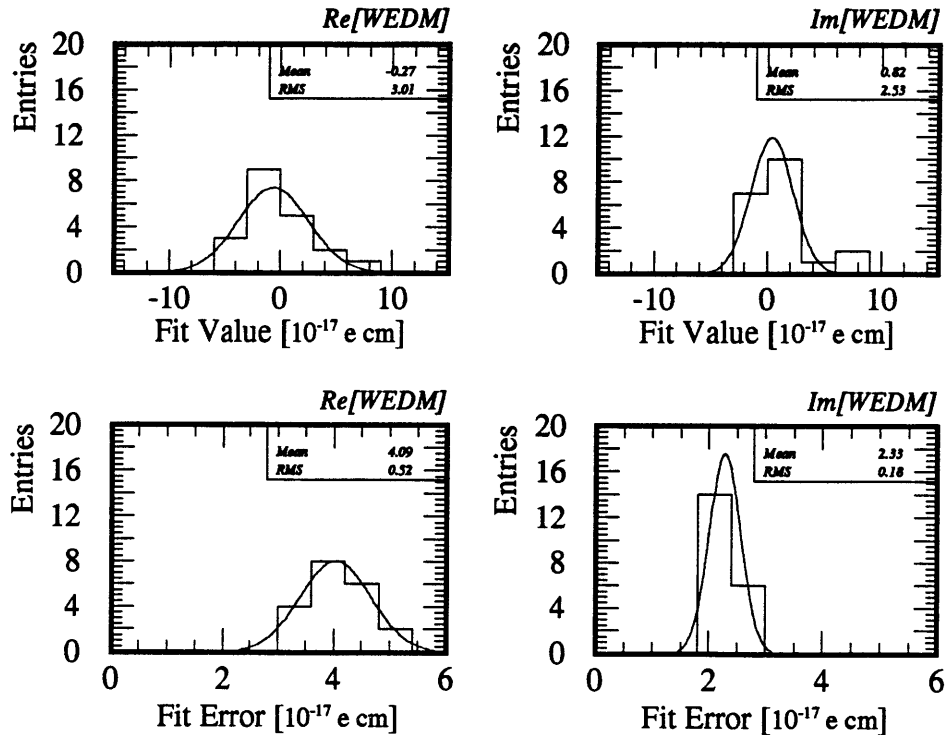 Re[WEDM]
Entries
20
16
12
8
4
0
Mean -0.27
RMS 3.01
-10 0 10
Fit Value [10⁻¹⁷ e cm]
Im[WEDM]
Entries
20
16
12
8
4
0
Mean 0.82
RMS 2.53
-10 0 10
Fit Value [10⁻¹⁷ e cm]
Re[WEDM]
Entries
20
16
12
8
4
0
Mean 4.09
RMS 0.52
0 2 4 6
Fit Error [10⁻¹⁷ e cm]
Im[WEDM]
Entries
20
16
12
8
4
0
Mean 2.33
RMS 0.18
0 2 4 6
Fit Error [10⁻¹⁷ e cm]